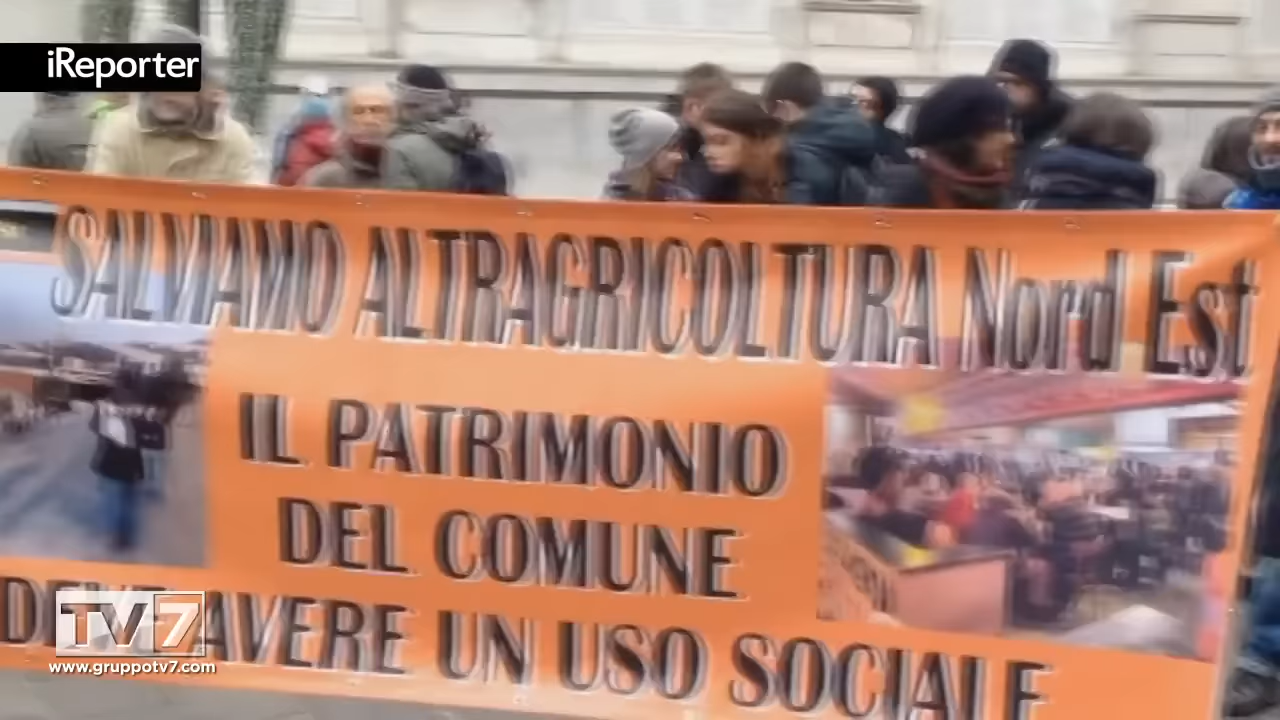 iReporter
SALVIAMO ALTRAGRICOLTURA Nord Est
IL PATRIMONIO
DEL COMUNE
AVERE UN USO SOCIALE
TV7
www.gruppotv7.com